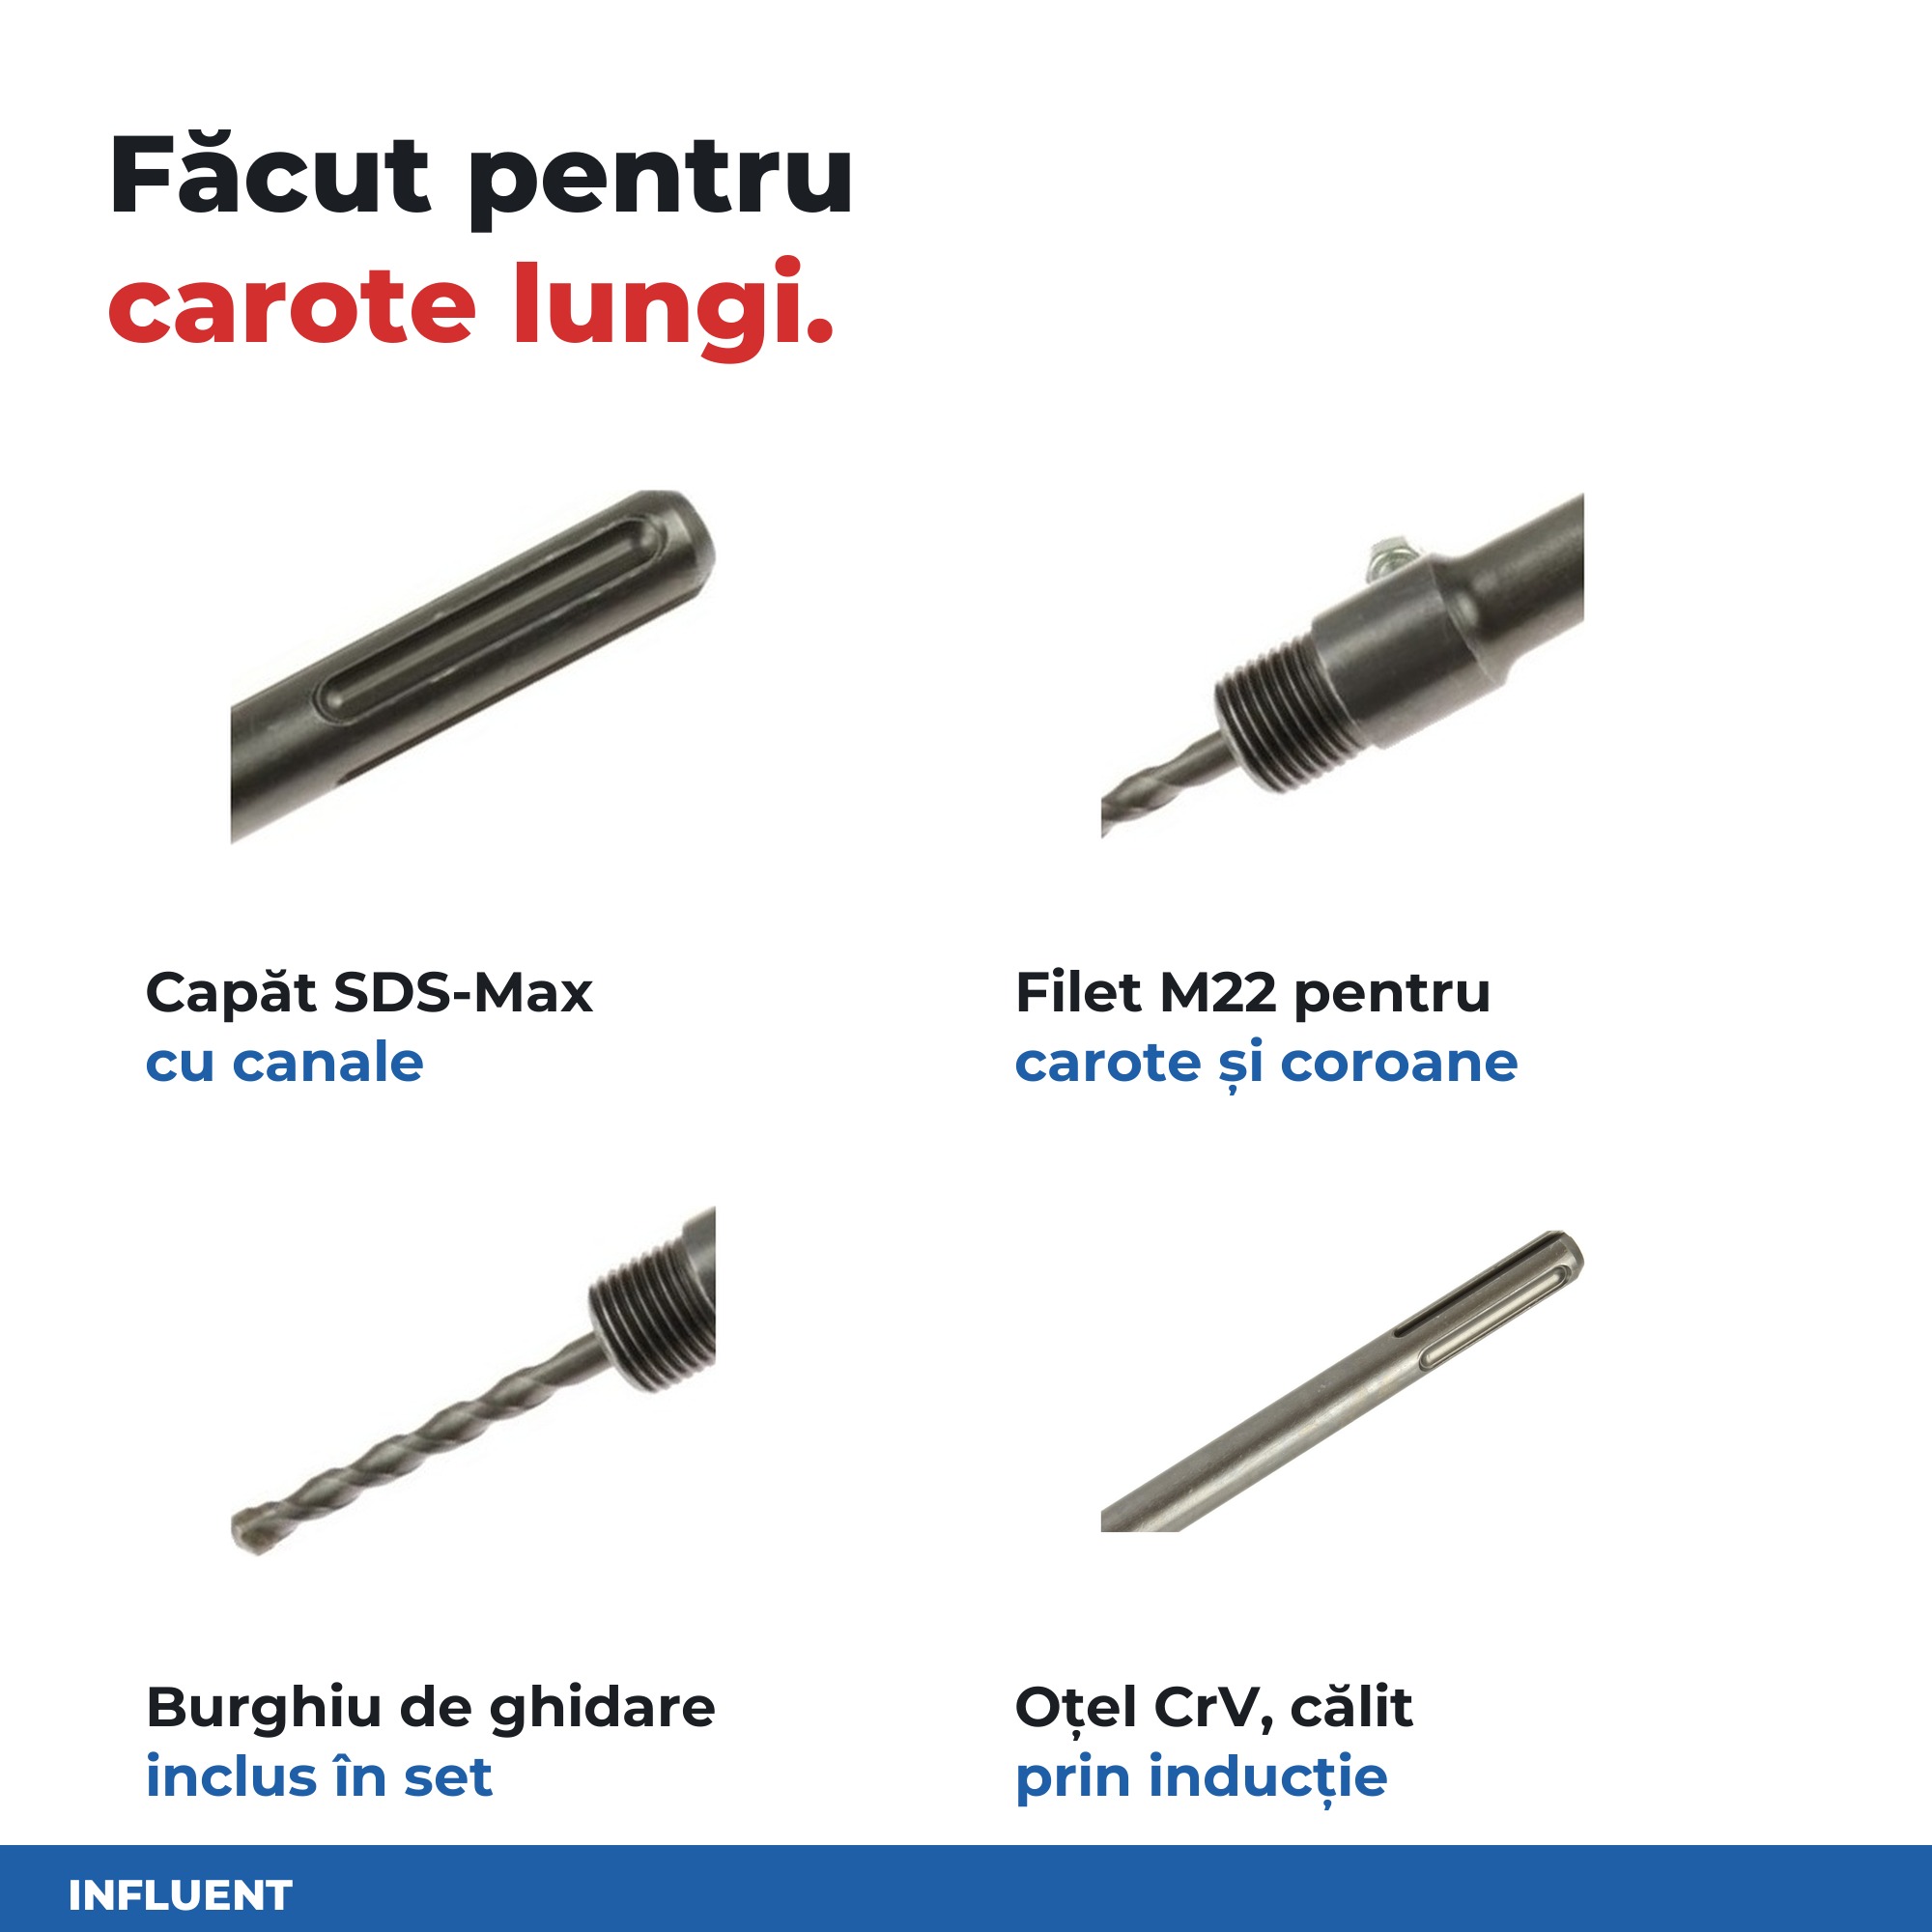 Făcut pentru
carote lungi.
Capăt SDS-Max
cu canale
Filet M22 pentru
carote și coroane
Burghiu de ghidare
inclus în set
Oțel CrV, călit
prin inducție
INFLUENT